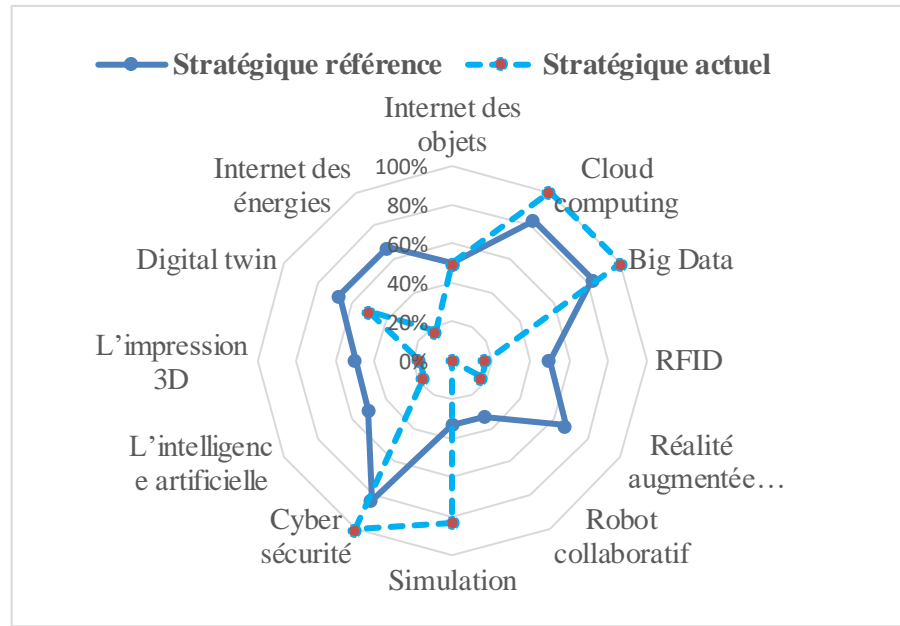 Stratégique référence
Stratégique actuel
Internet des
objets
Cloud
computing
Big Data
RFID
Réalité
augmentée…
Robot
collaboratif
Simulation
Cyber
sécurité
L’intelligenc
e artificielle
L’impression
3D
Digital twin
Internet des
énergies
100%
80%
60%
40%
20%
0%